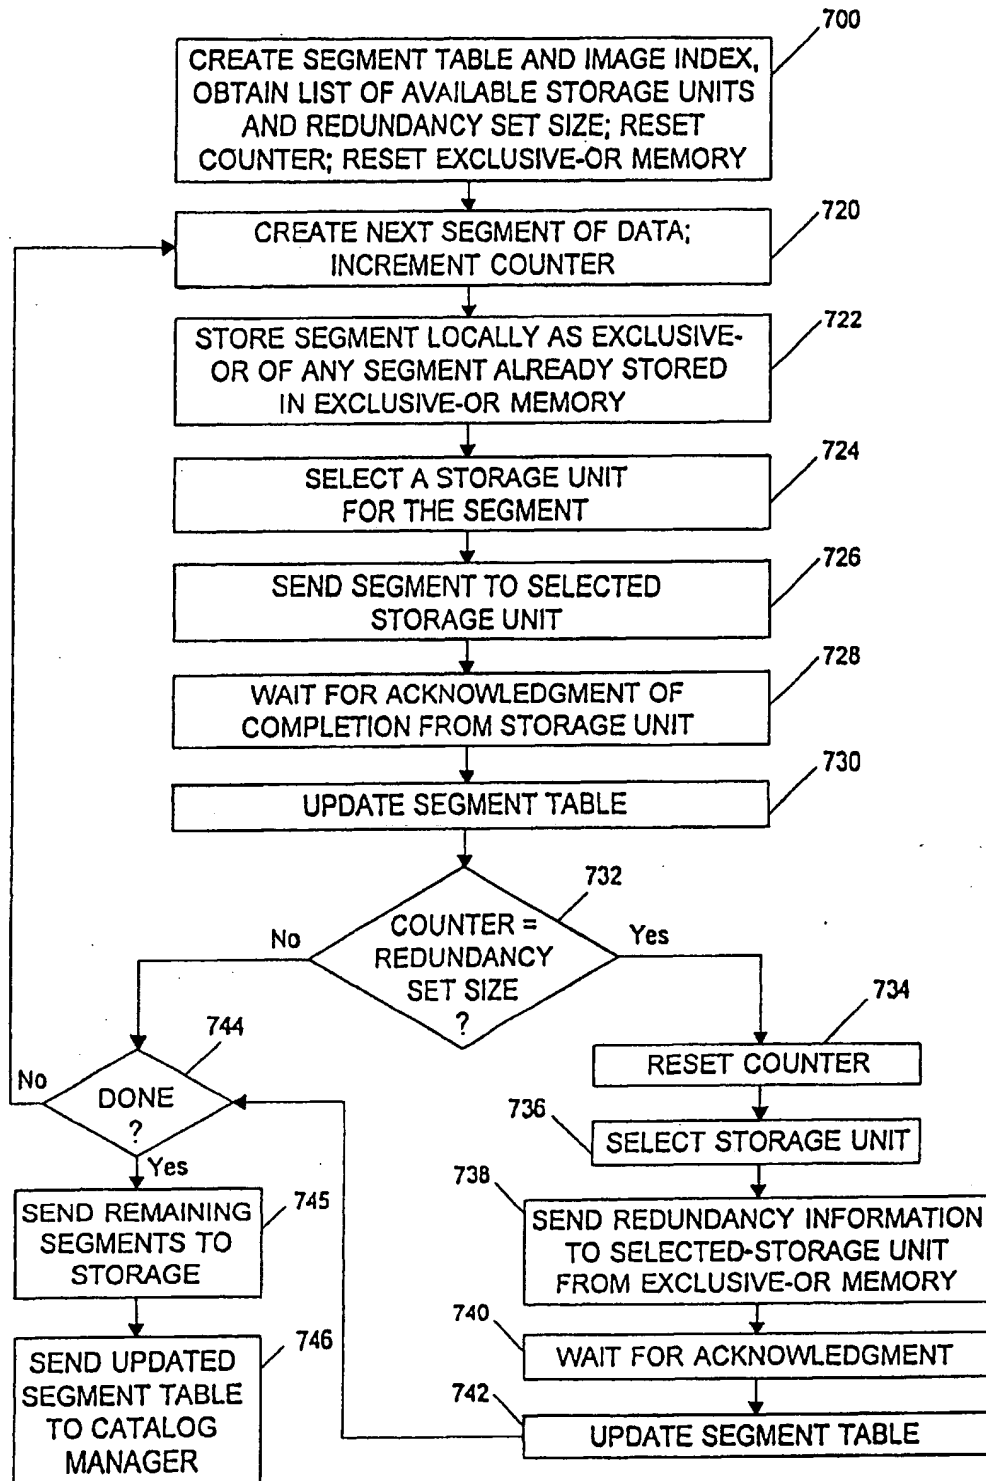 700
CREATE SEGMENT TABLE AND IMAGE INDEX,
OBTAIN LIST OF AVAILABLE STORAGE UNITS
AND REDUNDANCY SET SIZE; RESET
COUNTER; RESET EXCLUSIVE-OR MEMORY
720
CREATE NEXT SEGMENT OF DATA;
INCREMENT COUNTER
722
STORE SEGMENT LOCALLY AS EXCLUSIVE-
OR OF ANY SEGMENT ALREADY STORED
IN EXCLUSIVE-OR MEMORY
724
SELECT A STORAGE UNIT
FOR THE SEGMENT
726
SEND SEGMENT TO SELECTED
STORAGE UNIT
728
WAIT FOR ACKNOWLEDGMENT OF
COMPLETION FROM STORAGE UNIT
730
UPDATE SEGMENT TABLE
732
COUNTER =
REDUNDANCY
SET SIZE
?
No
Yes
734
RESET COUNTER
736
SELECT STORAGE UNIT
738
SEND REDUNDANCY INFORMATION
TO SELECTED-STORAGE UNIT
FROM EXCLUSIVE-OR MEMORY
740
WAIT FOR ACKNOWLEDGMENT
742
UPDATE SEGMENT TABLE
744
DONE
?
No
Yes
745
SEND REMAINING
SEGMENTS TO
STORAGE
746
SEND UPDATED
SEGMENT TABLE
TO CATALOG
MANAGER